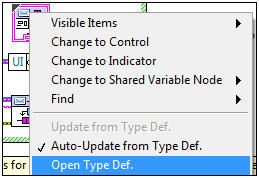 Visible Items
Change to Control
Change to Indicator
Change to Shared Variable Node
Find
Update from Type Def.
Auto-Update from Type Def.
Open Type Def.
UI
s for